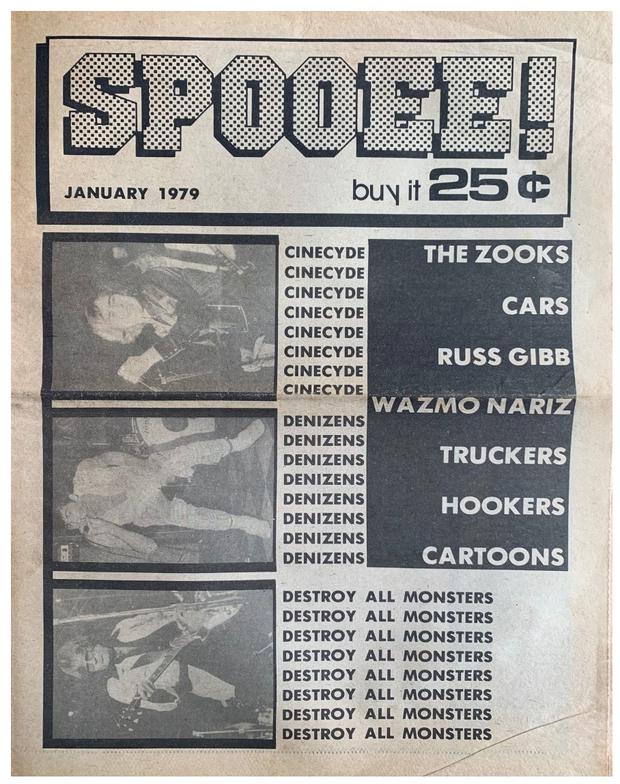 SPOOEE!
JANUARY 1979
buy it 25¢
CINECYDE
CINECYDE
CINECYDE
CINECYDE
CINECYDE
CINECYDE
CINECYDE
CINECYDE
DENIZENS
DENIZENS
DENIZENS
DENIZENS
DENIZENS
DENIZENS
DENIZENS
DENIZENS
THE ZOOKS
CARS
RUSS GIBB
WAZMO NARIZ
TRUCKERS
HOOKERS
CARTOONS
DESTROY ALL MONSTERS
DESTROY ALL MONSTERS
DESTROY ALL MONSTERS
DESTROY ALL MONSTERS
DESTROY ALL MONSTERS
DESTROY ALL MONSTERS
DESTROY ALL MONSTERS
DESTROY ALL MONSTERS